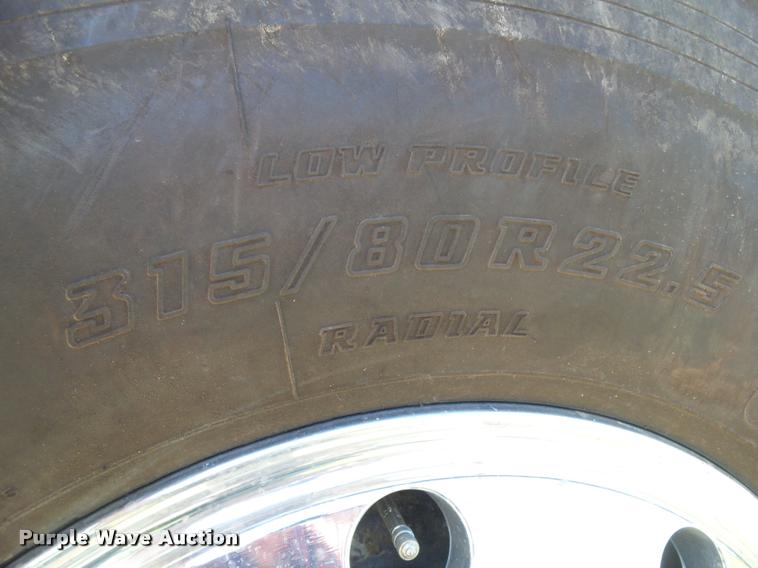 LOW PROFILE
315/80R22.5
RADIAL
Purple Wave Auction